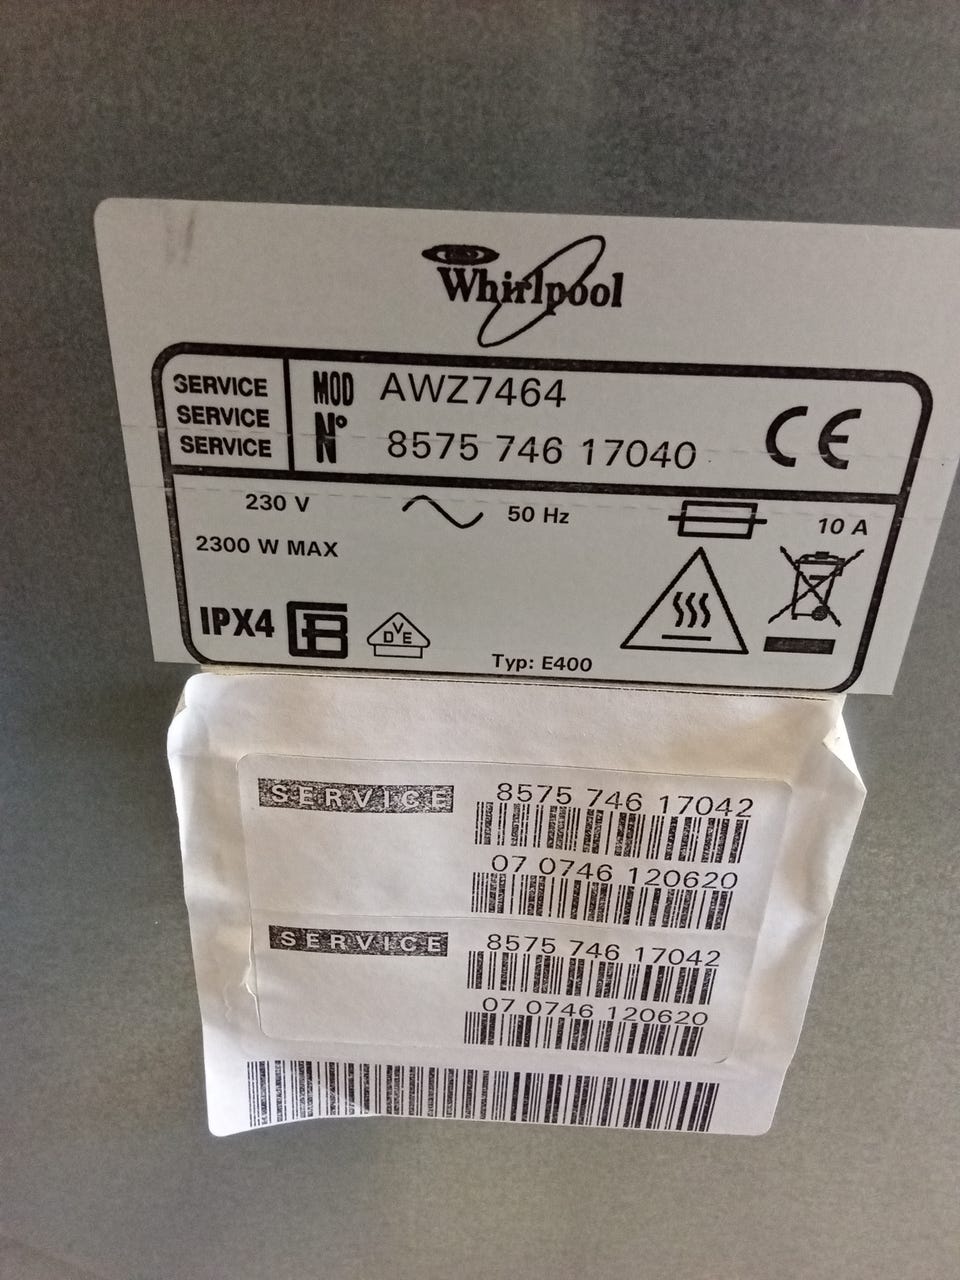 Whirlpool
SERVICE
SERVICE
SERVICE
MOD AWZ7464
N° 8575 746 17040
CE
230 V 50 Hz 10 A
2300 W MAX
IPX4 DVE
Typ: E400
SERVICE 8575 746 17042
07 0746 120620
SERVICE 8575 746 17042
07 0746 120620